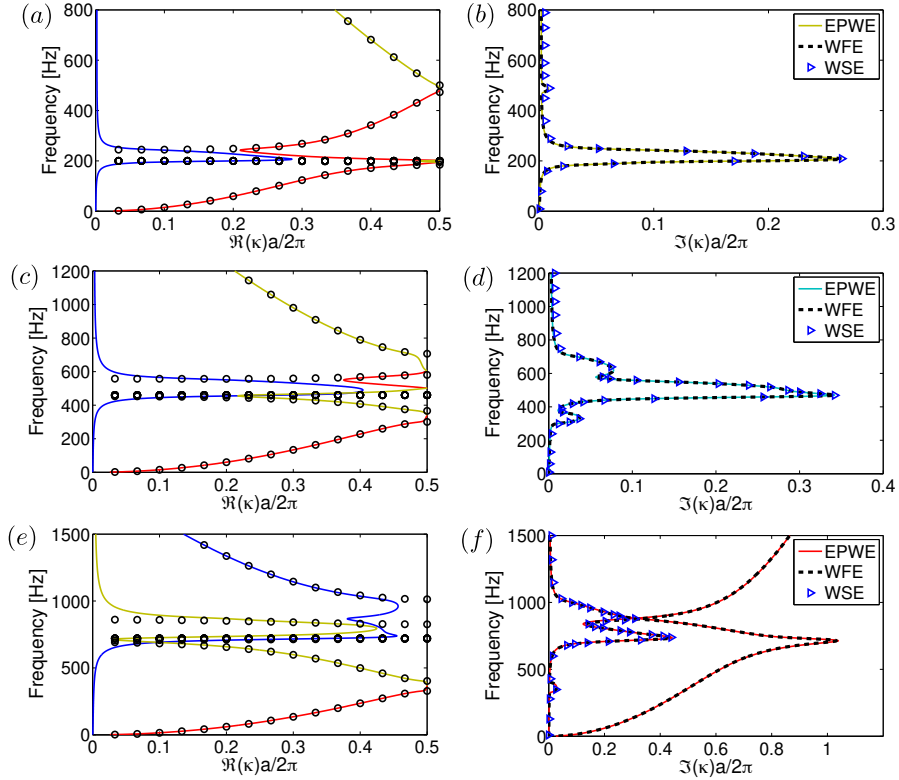 (a)
Frequency [Hz]
800
600
400
200
0
0 0.1 0.2 0.3 0.4 0.5
ℜ(κ)a/2π
(b)
Frequency [Hz]
800
600
400
200
0
0 0.1 0.2 0.3
ℑ(κ)a/2π
EPWE
WFE
WSE
(c)
Frequency [Hz]
1200
1000
800
600
400
200
0
0 0.1 0.2 0.3 0.4 0.5
ℜ(κ)a/2π
(d)
Frequency [Hz]
1200
1000
800
600
400
200
0
0 0.1 0.2 0.3 0.4
ℑ(κ)a/2π
EPWE
WFE
WSE
(e)
Frequency [Hz]
1500
1000
500
0
0 0.1 0.2 0.3 0.4 0.5
ℜ(κ)a/2π
(f)
Frequency [Hz]
1500
1000
500
0
0 0.2 0.4 0.6 0.8 1
ℑ(κ)a/2π
EPWE
WFE
WSE